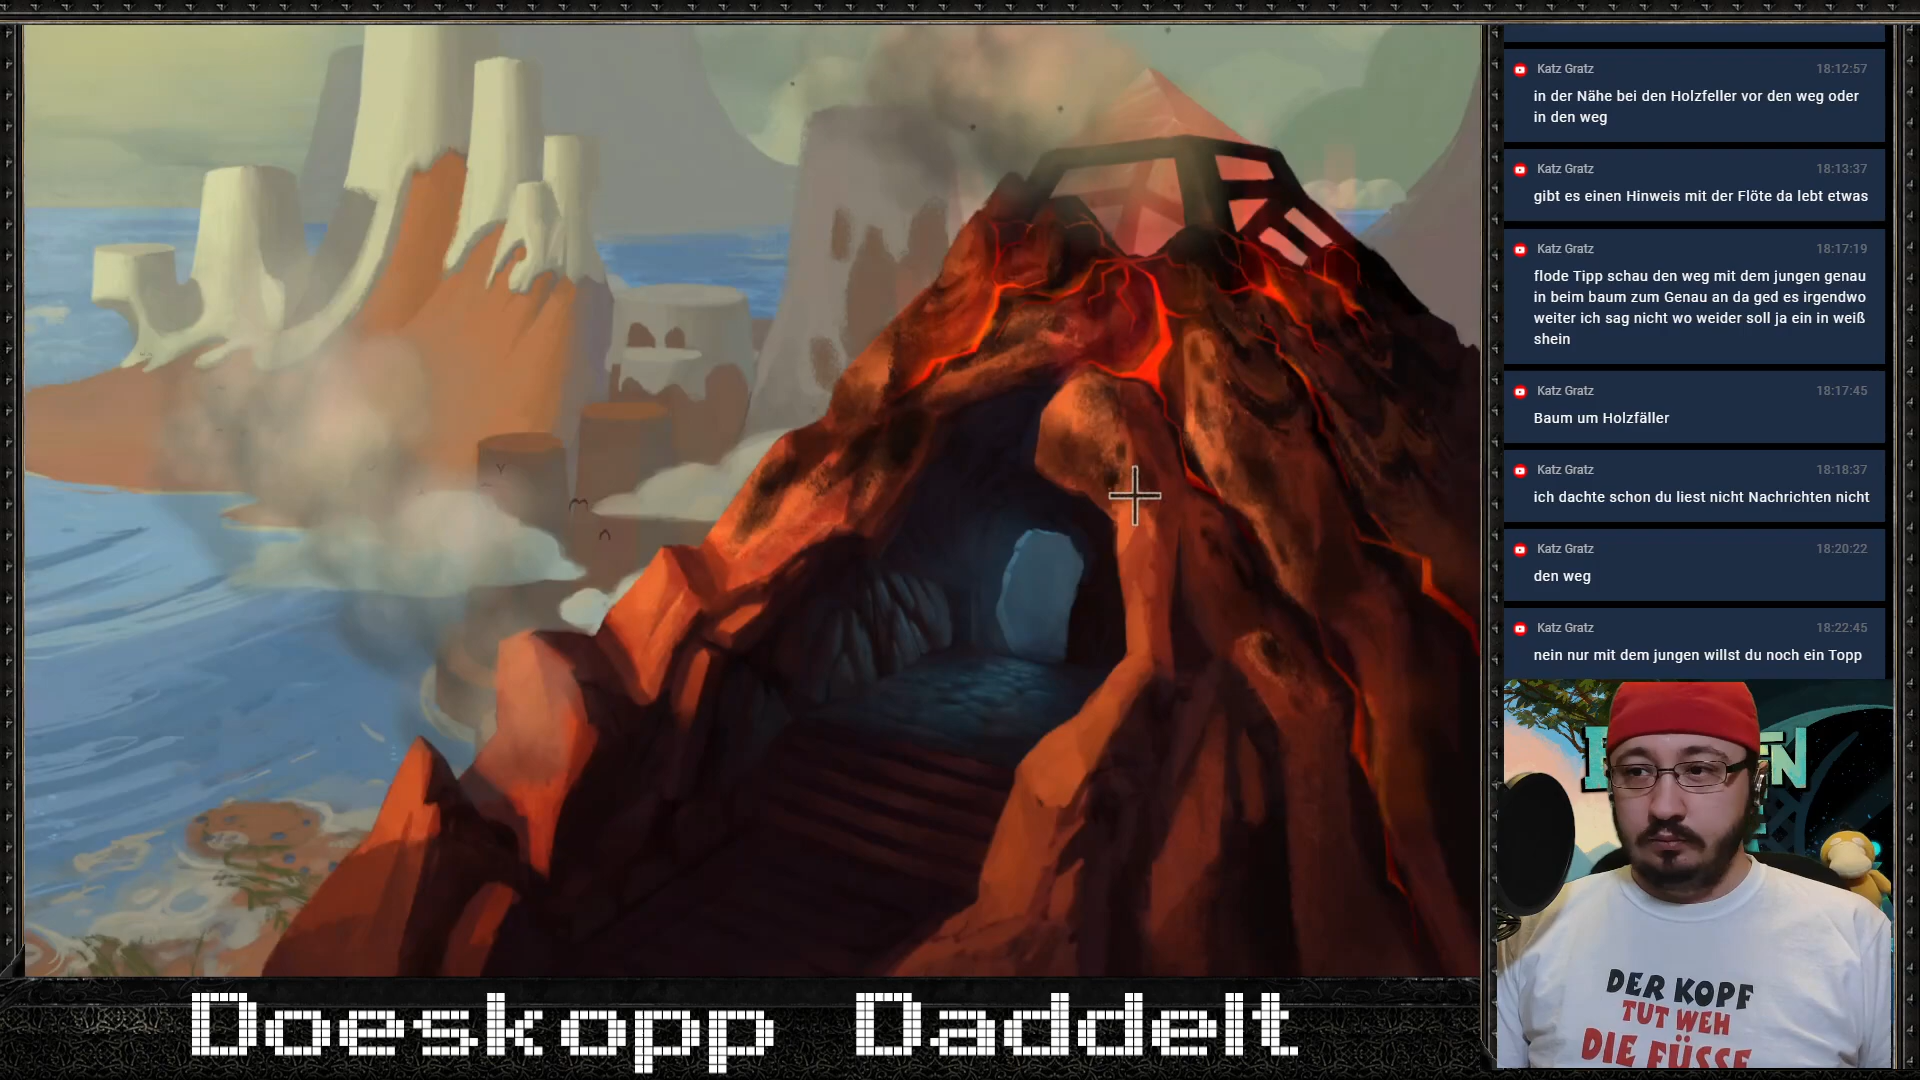 Katz Gratz 18:12:57
in der Nähe bei den Holzfeller vor den weg oder
in den weg
Katz Gratz 18:13:37
gibt es einen Hinweis mit der Flöte da lebt etwas
Katz Gratz 18:17:19
flode Tipp schau den weg mit dem jungen genau
in beim baum zum Genau an da ged es irgendwo
weiter ich sag nicht wo weider soll ja ein in weiß
shein
Katz Gratz 18:17:45
Baum um Holzfäller
Katz Gratz 18:18:37
ich dachte schon du liest nicht Nachrichten nicht
Katz Gratz 18:20:22
den weg
Katz Gratz 18:22:45
nein nur mit dem jungen willst du noch ein Topp
DER KOPF
TUT WEH
DIE FÜSSE
Doeskopp Daddelt